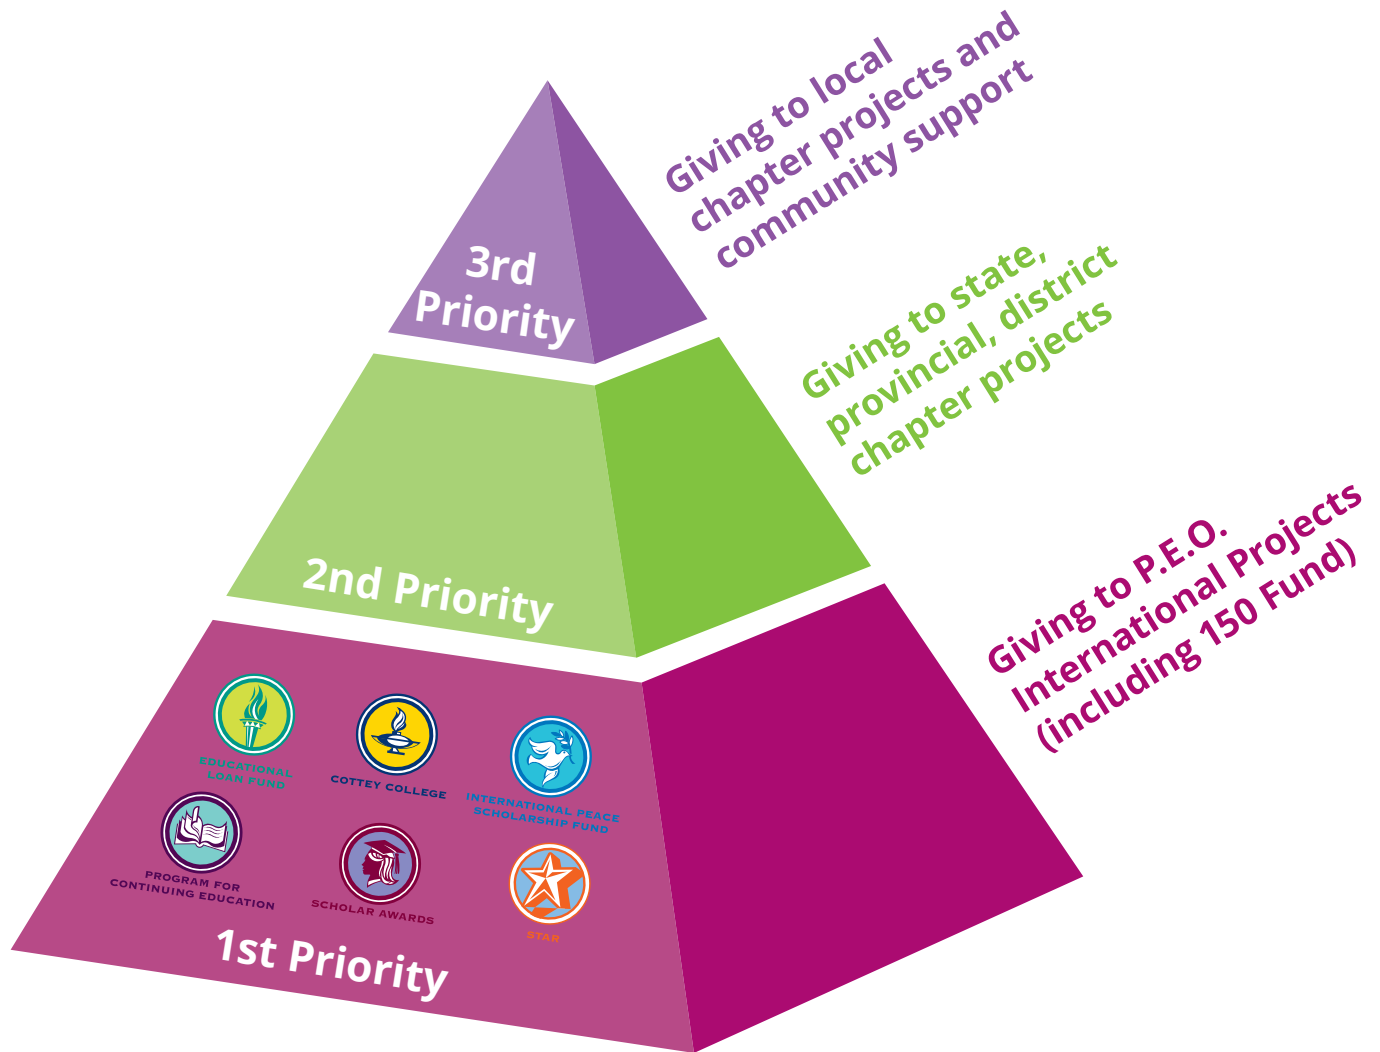 Giving to local
chapter projects and
community support
3rd
Priority
Giving to state,
provincial, district
chapter projects
2nd Priority
Giving to P.E.O.
International Projects
(including 150 Fund)
EDUCATIONAL
LOAN FUND
COTTEY COLLEGE
INTERNATIONAL PEACE
SCHOLARSHIP FUND
PROGRAM FOR
CONTINUING EDUCATION
SCHOLAR AWARDS
STAR
1st Priority